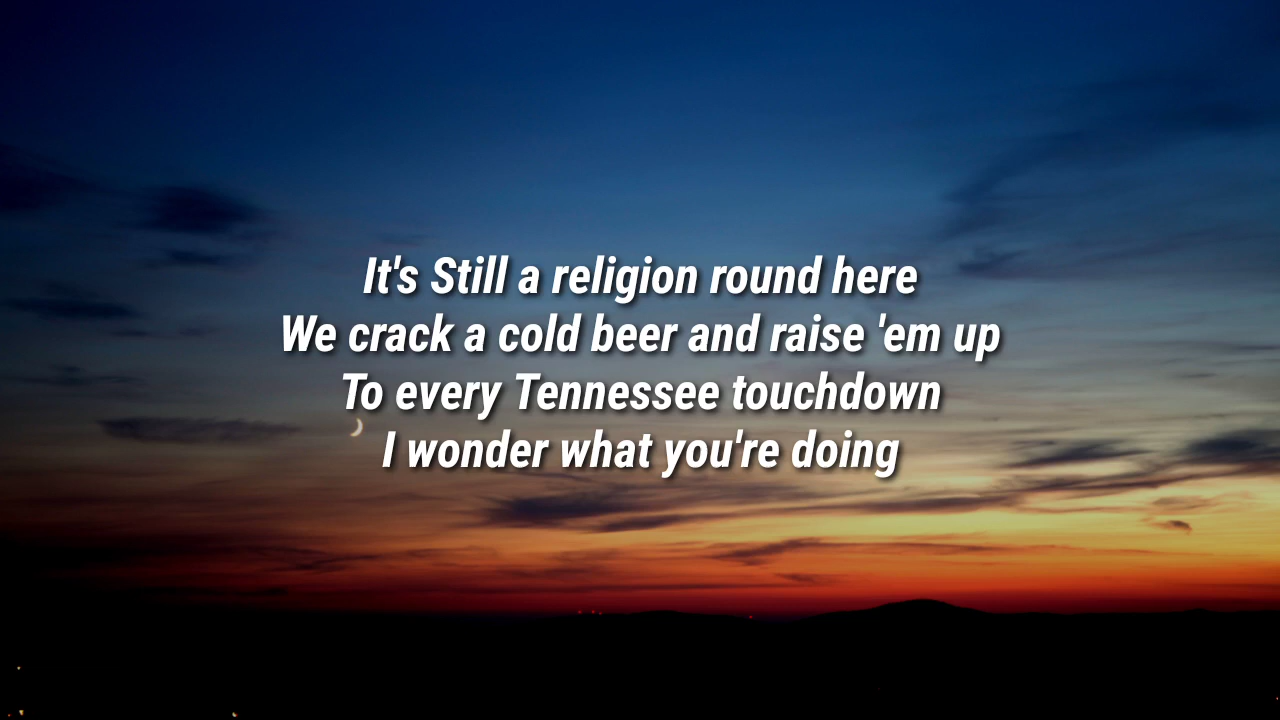 It's Still a religion round here
We crack a cold beer and raise 'em up
To every Tennessee touchdown
I wonder what you're doing